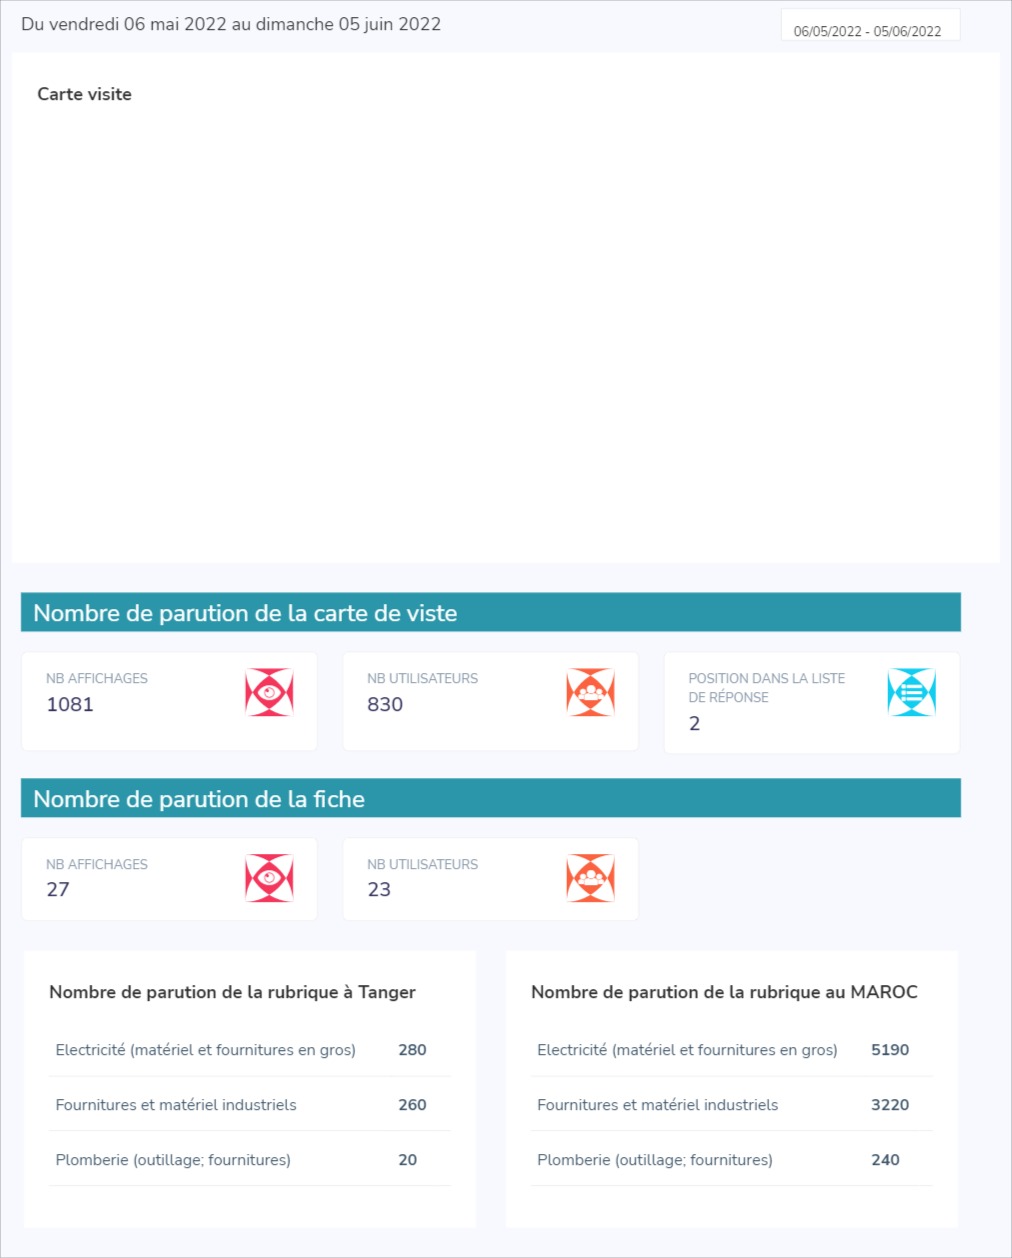 Du vendredi 06 mai 2022 au dimanche 05 juin 2022
06/05/2022 - 05/06/2022
Carte visite
Nombre de parution de la carte de viste
NB AFFICHAGES
1081
NB UTILISATEURS
830
POSITION DANS LA LISTE
DE RÉPONSE
2
Nombre de parution de la fiche
NB AFFICHAGES
27
NB UTILISATEURS
23
Nombre de parution de la rubrique à Tanger
Electricité (matériel et fournitures en gros) 280
Fournitures et matériel industriels 260
Plomberie (outillage; fournitures) 20
Nombre de parution de la rubrique au MAROC
Electricité (matériel et fournitures en gros) 5190
Fournitures et matériel industriels 3220
Plomberie (outillage; fournitures) 240